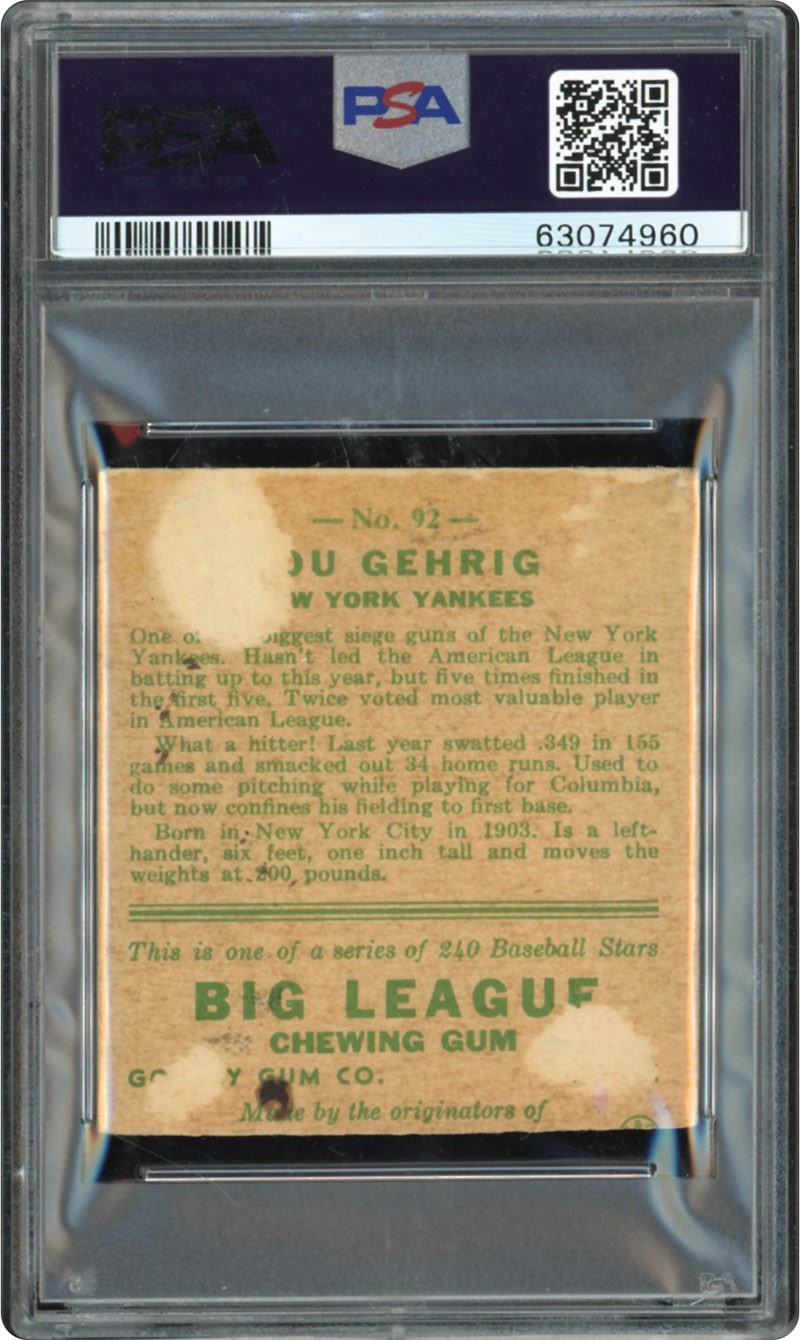 PSA
PSA
63074960
— No. 92 —
OU GEHRIG
W YORK YANKEES
One of biggest siege guns of the New York
Yankees. Hasn't led the American League in
batting up to this year, but five times finished in
the first five. Twice voted most valuable player
in American League.
What a hitter! Last year swatted .349 in 155
games and smacked out 34 home runs. Used to
do some pitching while playing for Columbia,
but now confines his fielding to first base.
Born in New York City in 1903. Is a left-
hander, six feet, one inch tall and moves the
weights at 200 pounds.
This is one of a series of 240 Baseball Stars
BIG LEAGUE
CHEWING GUM
GUM CO.
Made by the originators of
PSA